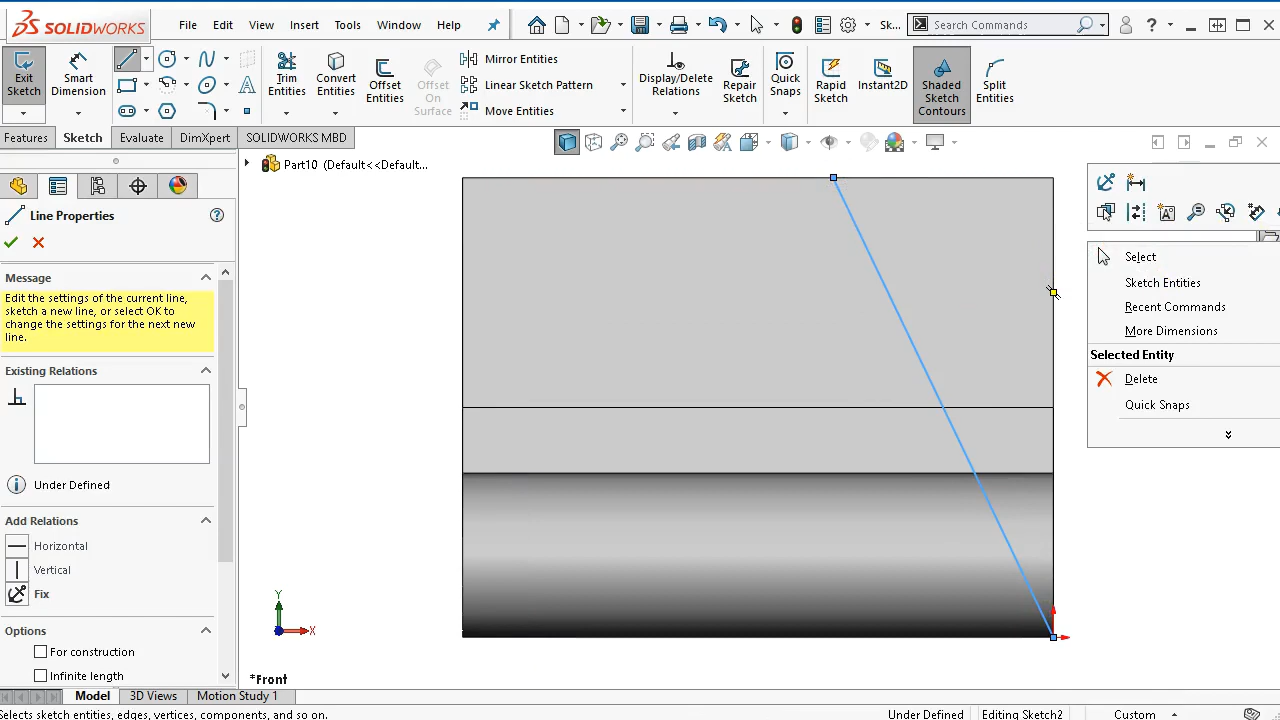 SOLIDWORKS File Edit View Insert Tools Window Help Sk... Search Commands ?
Exit Sketch Smart Dimension Trim Entities Convert Entities Offset Entities Offset On Surface Mirror Entities Linear Sketch Pattern Move Entities Display/Delete Relations Repair Sketch Quick Snaps Rapid Sketch Instant2D Shaded Sketch Contours Split Entities
Features Sketch Evaluate DimXpert SOLIDWORKS MBD
Part10 (Default<<Default...
Line Properties
Message
Edit the settings of the current line,
sketch a new line, or select OK to
change the settings for the next new
line.
Existing Relations
Under Defined
Add Relations
Horizontal
Vertical
Fix
Options
For construction
Infinite length
Y
X
*Front
Select
Sketch Entities
Recent Commands
More Dimensions
Selected Entity
Delete
Quick Snaps
Model 3D Views Motion Study 1
Selects sketch entities, edges, vertices, components, and so on. Under Defined Editing Sketch2 Custom